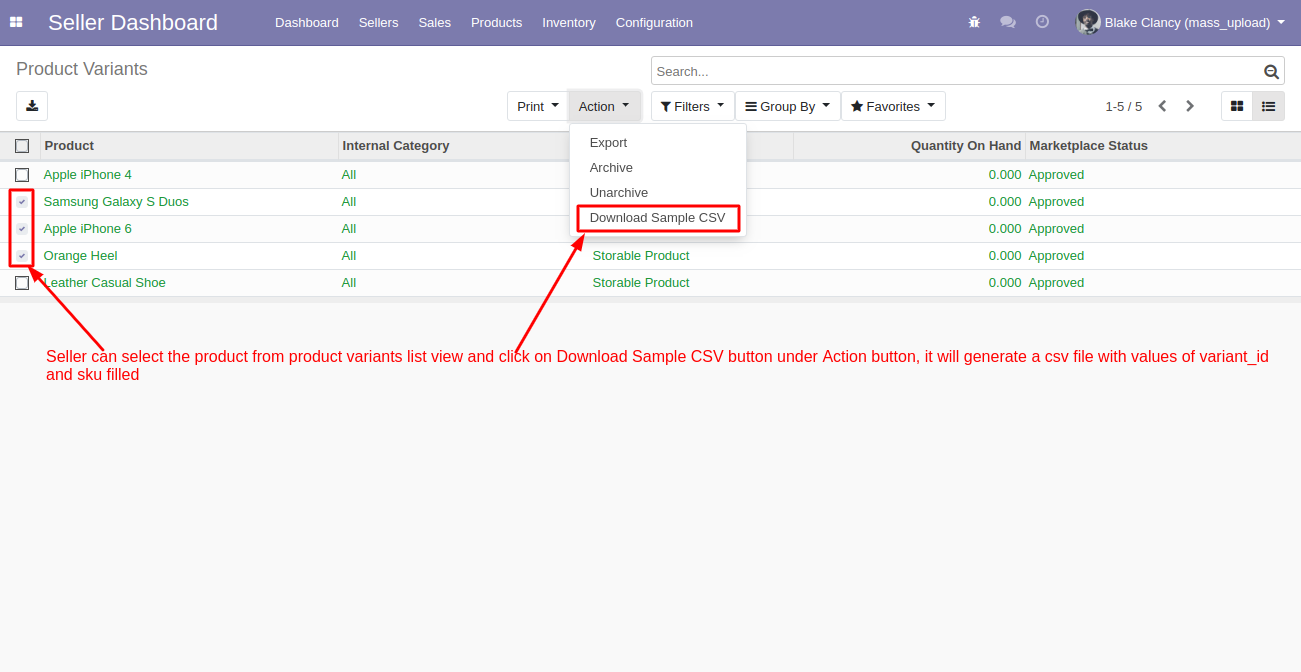 Seller Dashboard Dashboard Sellers Sales Products Inventory Configuration Blake Clancy (mass_upload)
Product Variants Search...
Print Action Filters Group By Favorites 1-5 / 5
Export
Archive
Unarchive
Download Sample CSV
Product Internal Category Quantity On Hand Marketplace Status
Apple iPhone 4 All 0.000 Approved
Samsung Galaxy S Duos All 0.000 Approved
Apple iPhone 6 All 0.000 Approved
Orange Heel All Storable Product 0.000 Approved
Leather Casual Shoe All Storable Product 0.000 Approved
Seller can select the product from product variants list view and click on Download Sample CSV button under Action button, it will generate a csv file with values of variant_id
and sku filled